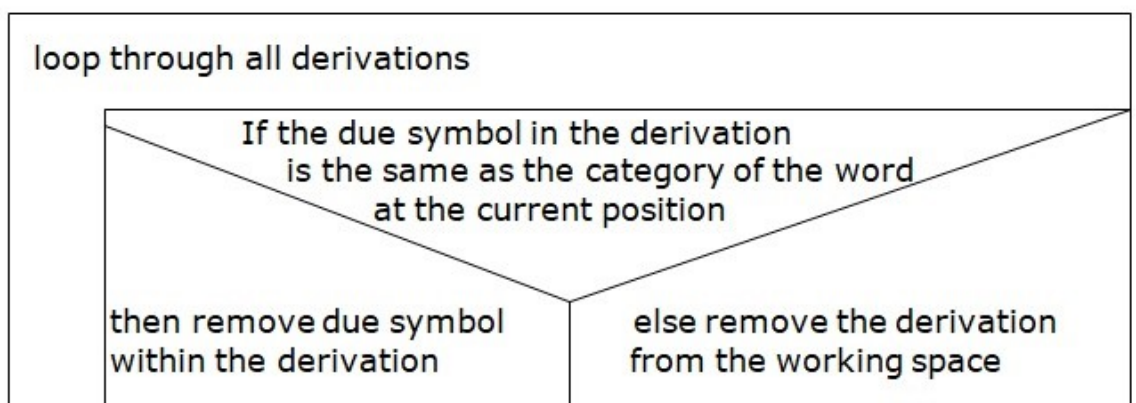 loop through all derivations
If the due symbol in the derivation
is the same as the category of the word
at the current position
then remove due symbol
within the derivation
else remove the derivation
from the working space